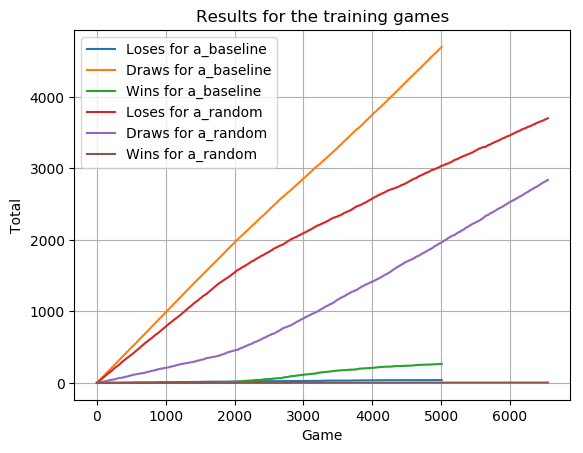 Results for the training games
Loses for a_baseline
Draws for a_baseline
Wins for a_baseline
Loses for a_random
Draws for a_random
Wins for a_random
Total
4000
3000
2000
1000
0
0 1000 2000 3000 4000 5000 6000
Game